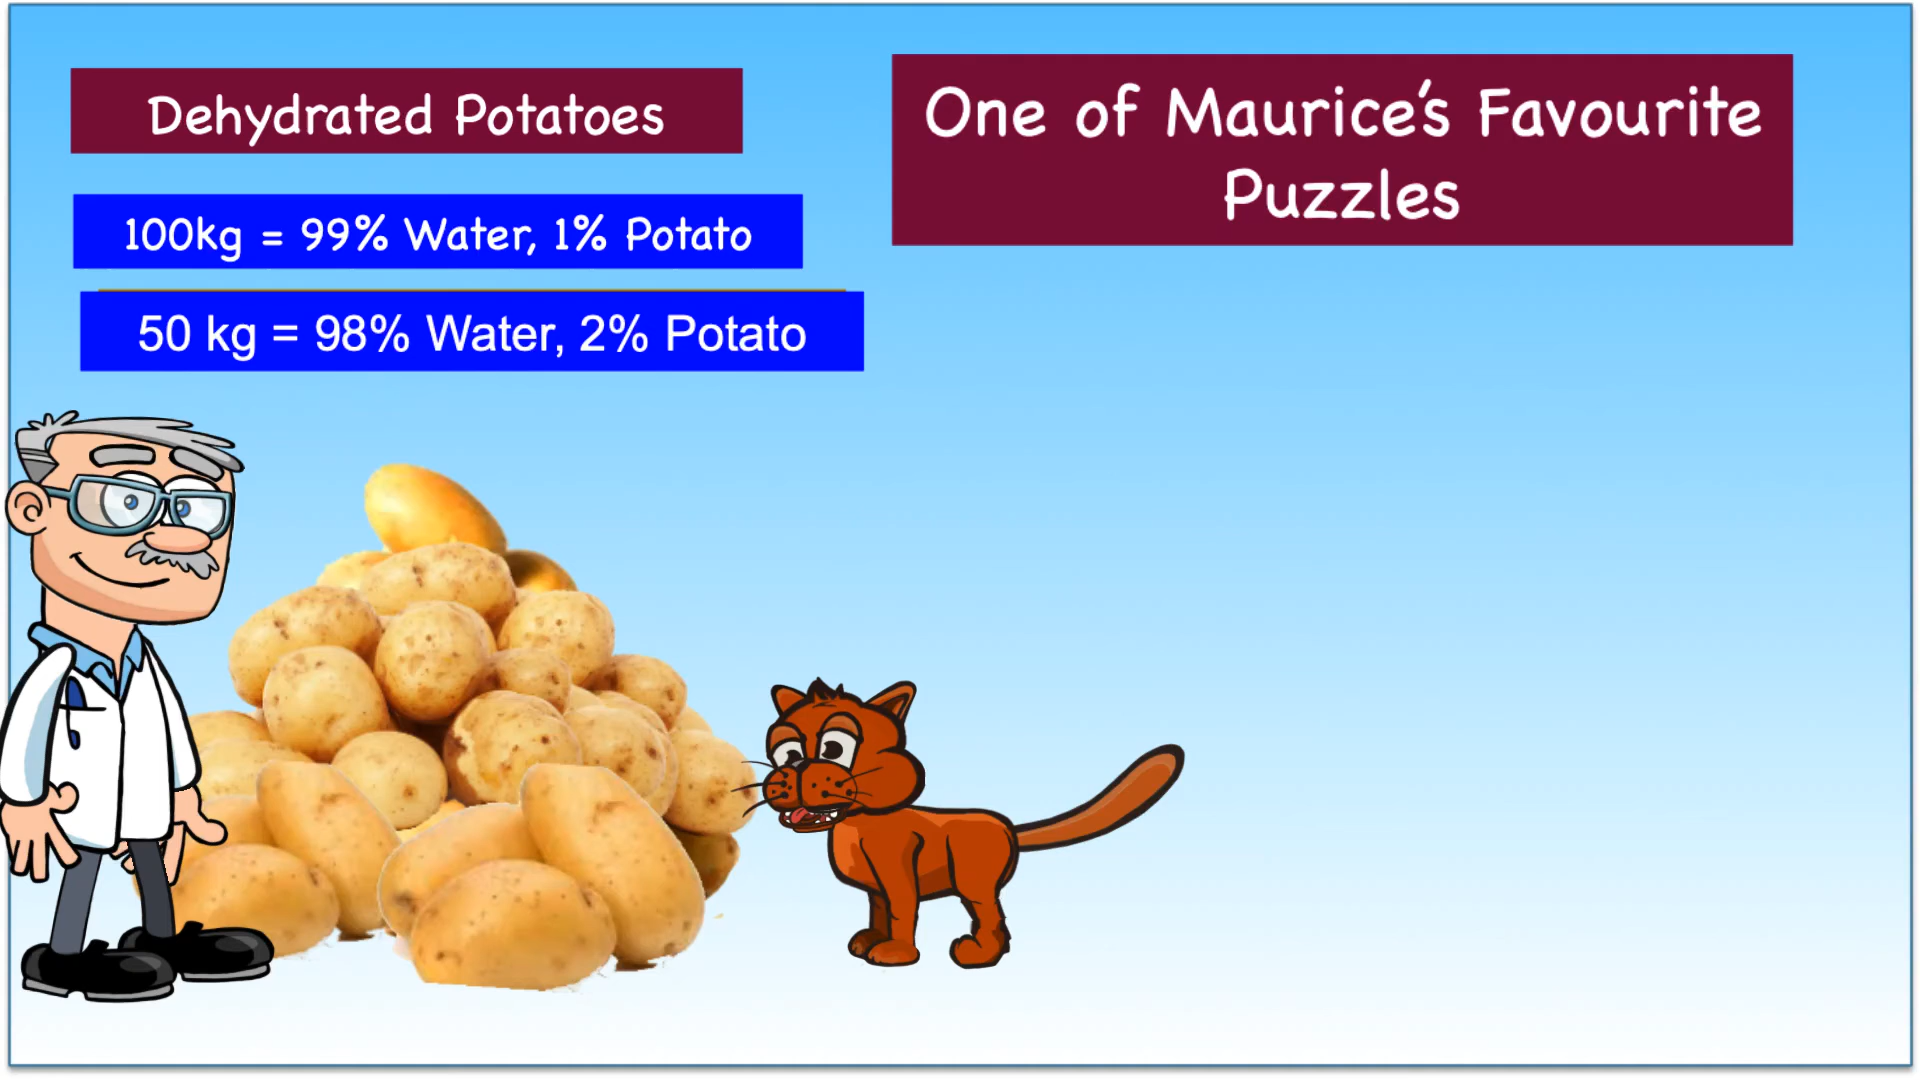 Dehydrated Potatoes
One of Maurice's Favourite
Puzzles
100kg = 99% Water, 1% Potato
50 kg = 98% Water, 2% Potato